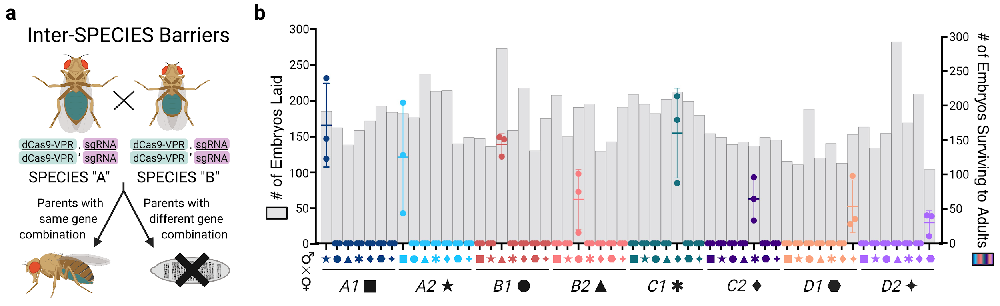 a
Inter-SPECIES Barriers
dCas9-VPR . sgRNA
dCas9-VPR , sgRNA
SPECIES "A"
dCas9-VPR . sgRNA
dCas9-VPR , sgRNA
SPECIES "B"
Parents with
same gene
combination
Parents with
different gene
combination
b
# of Embryos Laid
300
250
200
150
100
50
0
300
250
200
150
100
50
0
# of Embryos Surviving to Adults
♂
×
♀
A1 ■
A2 ★
B1 ●
B2 ▲
C1 ✱
C2 ♦
D1 ⬢
D2 ✦